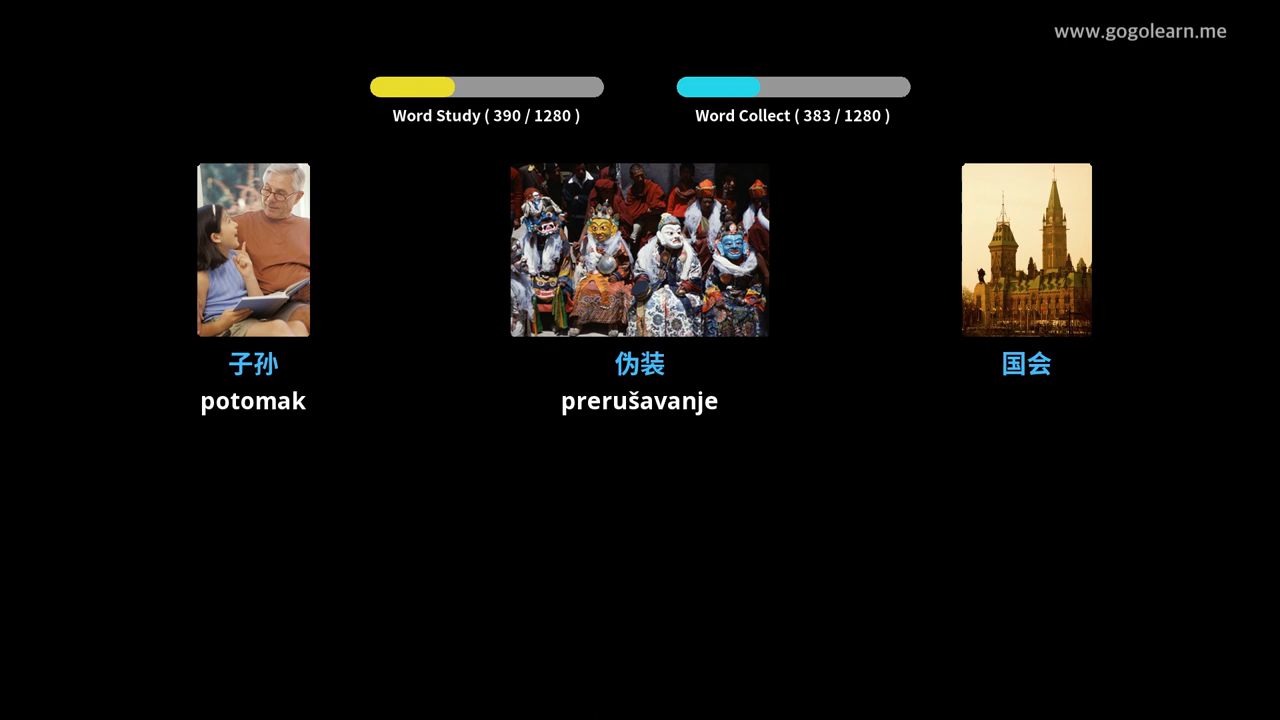 www.gogolearn.me
Word Study ( 390 / 1280 )
Word Collect ( 383 / 1280 )
子孙
伪装
国会
potomak
prerušavanje